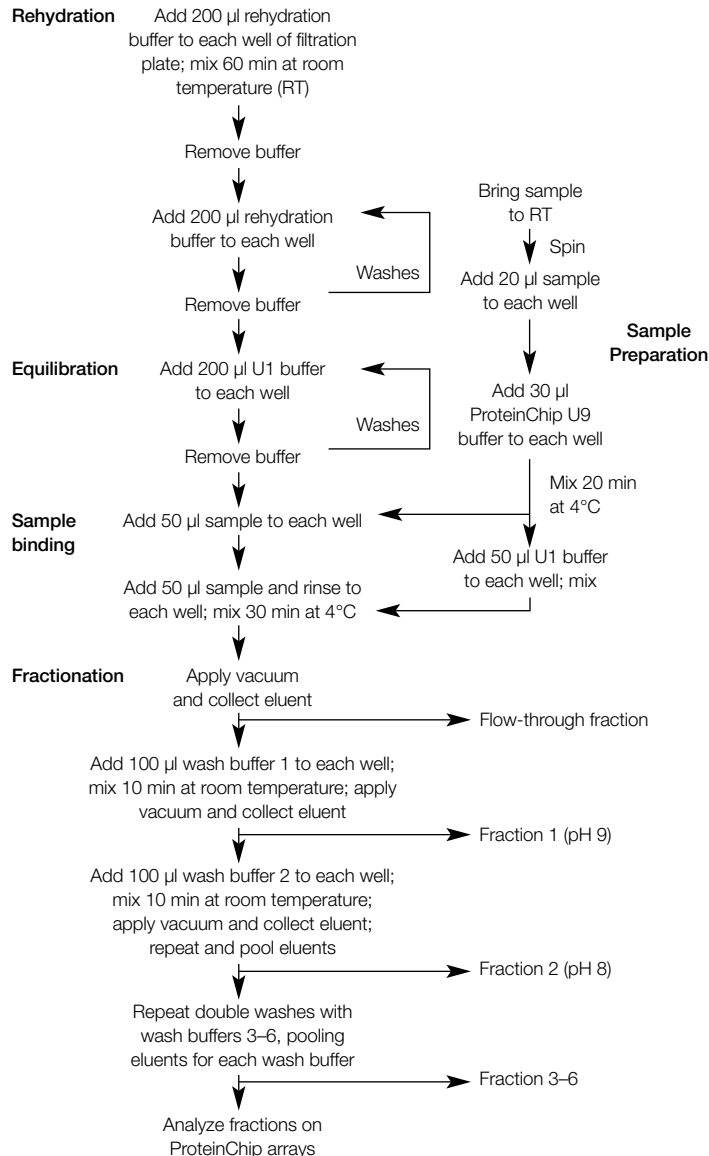 Rehydration
Add 200 µl rehydration
buffer to each well of filtration
plate; mix 60 min at room
temperature (RT)
Remove buffer
Add 200 µl rehydration
buffer to each well
Washes
Remove buffer
Bring sample
to RT
Spin
Add 20 µl sample
to each well
Sample
Preparation
Add 30 µl
ProteinChip U9
buffer to each well
Mix 20 min
at 4°C
Add 50 µl U1 buffer
to each well; mix
Equilibration
Add 200 µl U1 buffer
to each well
Washes
Remove buffer
Sample
binding
Add 50 µl sample to each well
Add 50 µl sample and rinse to
each well; mix 30 min at 4°C
Fractionation
Apply vacuum
and collect eluent
Flow-through fraction
Add 100 µl wash buffer 1 to each well;
mix 10 min at room temperature; apply
vacuum and collect eluent
Fraction 1 (pH 9)
Add 100 µl wash buffer 2 to each well;
mix 10 min at room temperature;
apply vacuum and collect eluent;
repeat and pool eluents
Fraction 2 (pH 8)
Repeat double washes with
wash buffers 3–6, pooling
eluents for each wash buffer
Fraction 3–6
Analyze fractions on
ProteinChip arrays